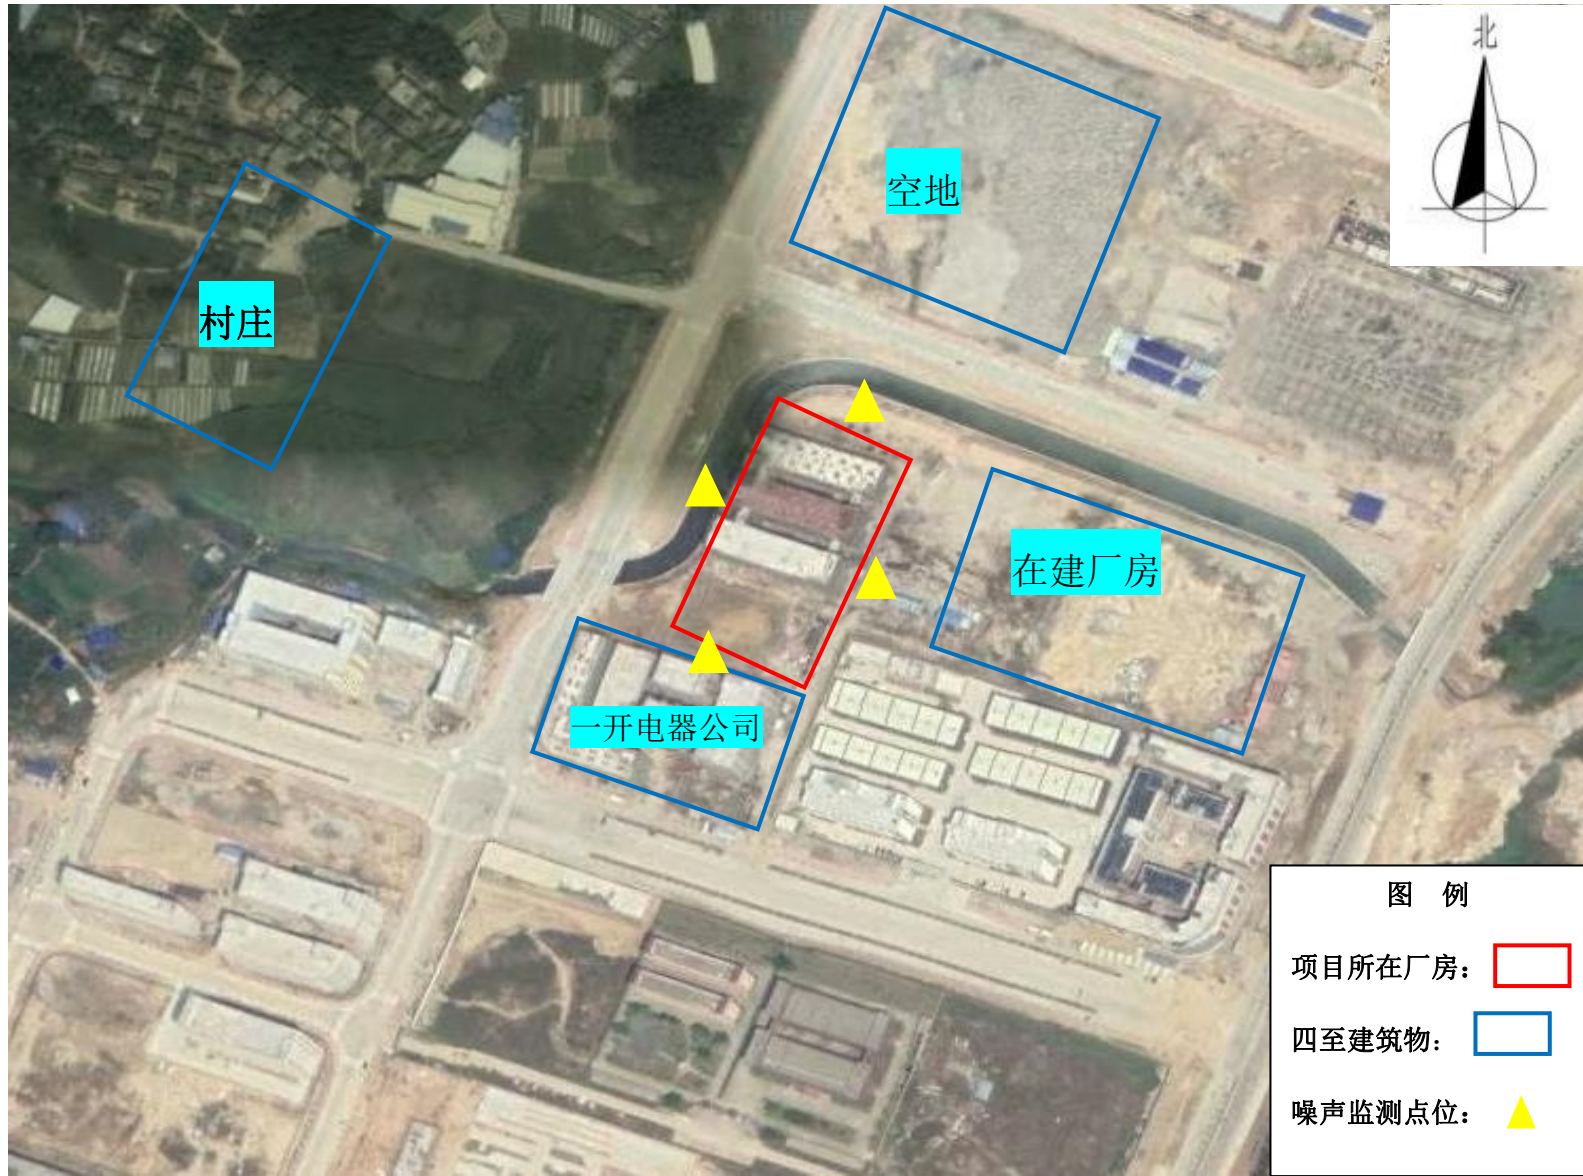 北
空地
村庄
在建厂房
一开电器公司
图 例
项目所在厂房：
四至建筑物：
噪声监测点位：